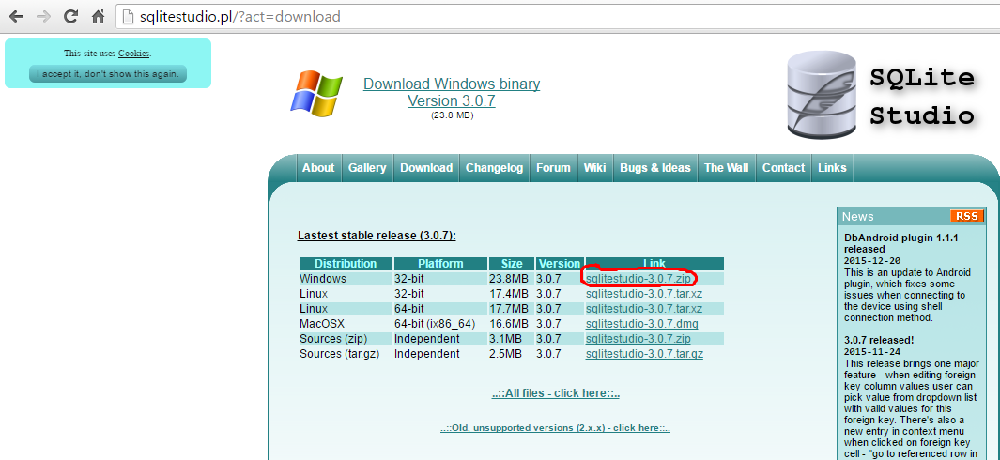 sqlitestudio.pl/?act=download
This site uses Cookies.
I accept it, don't show this again.
Download Windows binary
Version 3.0.7
(23.8 MB)
SQLite
Studio
About Gallery Download Changelog Forum Wiki Bugs & Ideas The Wall Contact Links
Lastest stable release (3.0.7):
Distribution Platform Size Version Link
Windows 32-bit 23.8MB 3.0.7 sqlitestudio-3.0.7.zip
Linux 32-bit 17.4MB 3.0.7 sqlitestudio-3.0.7.tar.xz
Linux 64-bit 17.7MB 3.0.7 sqlitestudio-3.0.7.tar.xz
MacOSX 64-bit (ix86_64) 16.6MB 3.0.7 sqlitestudio-3.0.7.dmg
Sources (zip) Independent 3.1MB 3.0.7 sqlitestudio-3.0.7.zip
Sources (tar.gz) Independent 2.5MB 3.0.7 sqlitestudio-3.0.7.tar.gz
..::All files - click here::..
..::Old, unsupported versions (2.x.x) - click here::..
News RSS
DbAndroid plugin 1.1.1
released
2015-12-20
This is an update to Android
plugin, which fixes some
issues when connecting to
the device using shell
connection method.
3.0.7 released!
2015-11-24
This release brings one major
feature - when editing foreign
key column values user can
pick value from dropdown list
with valid values for this
foreign key. There's also a
new entry in context menu
when clicked on foreign key
cell - "go to referenced row in